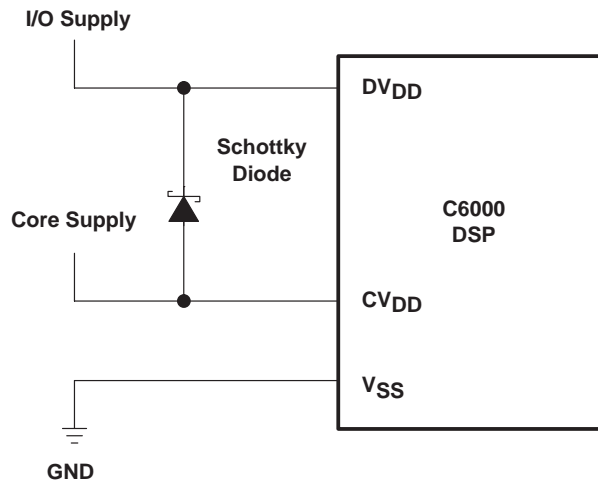 I/O Supply
DVDD
Schottky
Diode
C6000
DSP
Core Supply
CVDD
VSS
GND